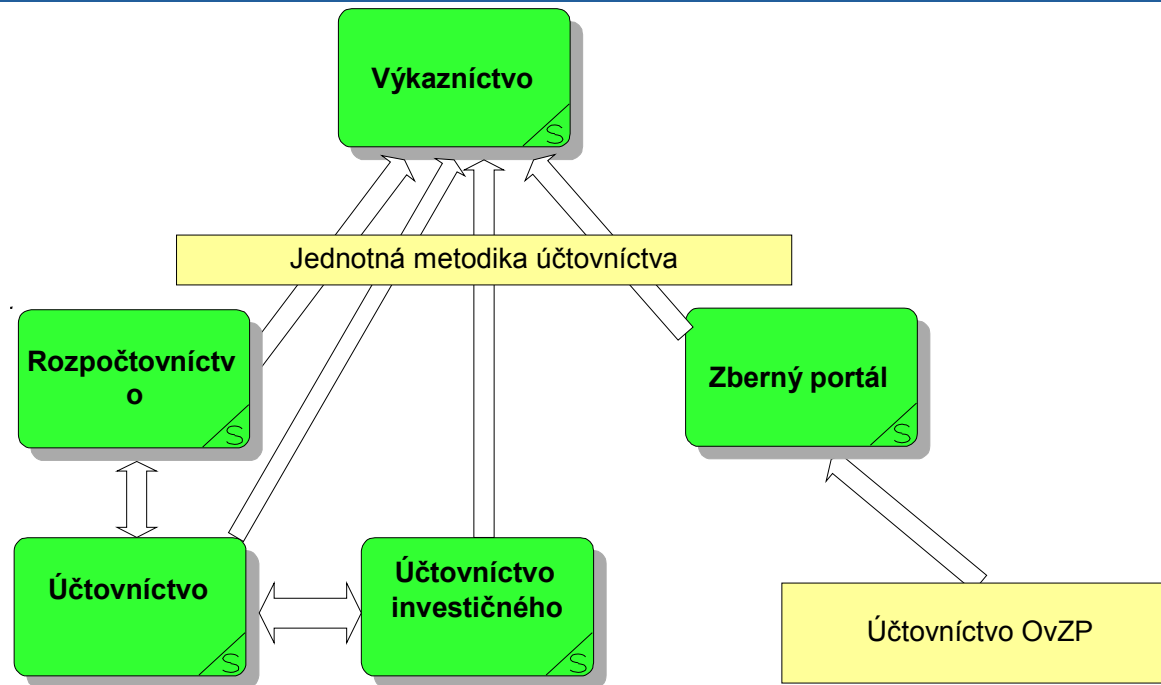 Výkazníctvo
S
Jednotná metodika účtovníctva
Rozpočtovníctv
o
S
Zberný portál
S
Účtovníctvo
S
Účtovníctvo
investičného
S
Účtovníctvo OvZP